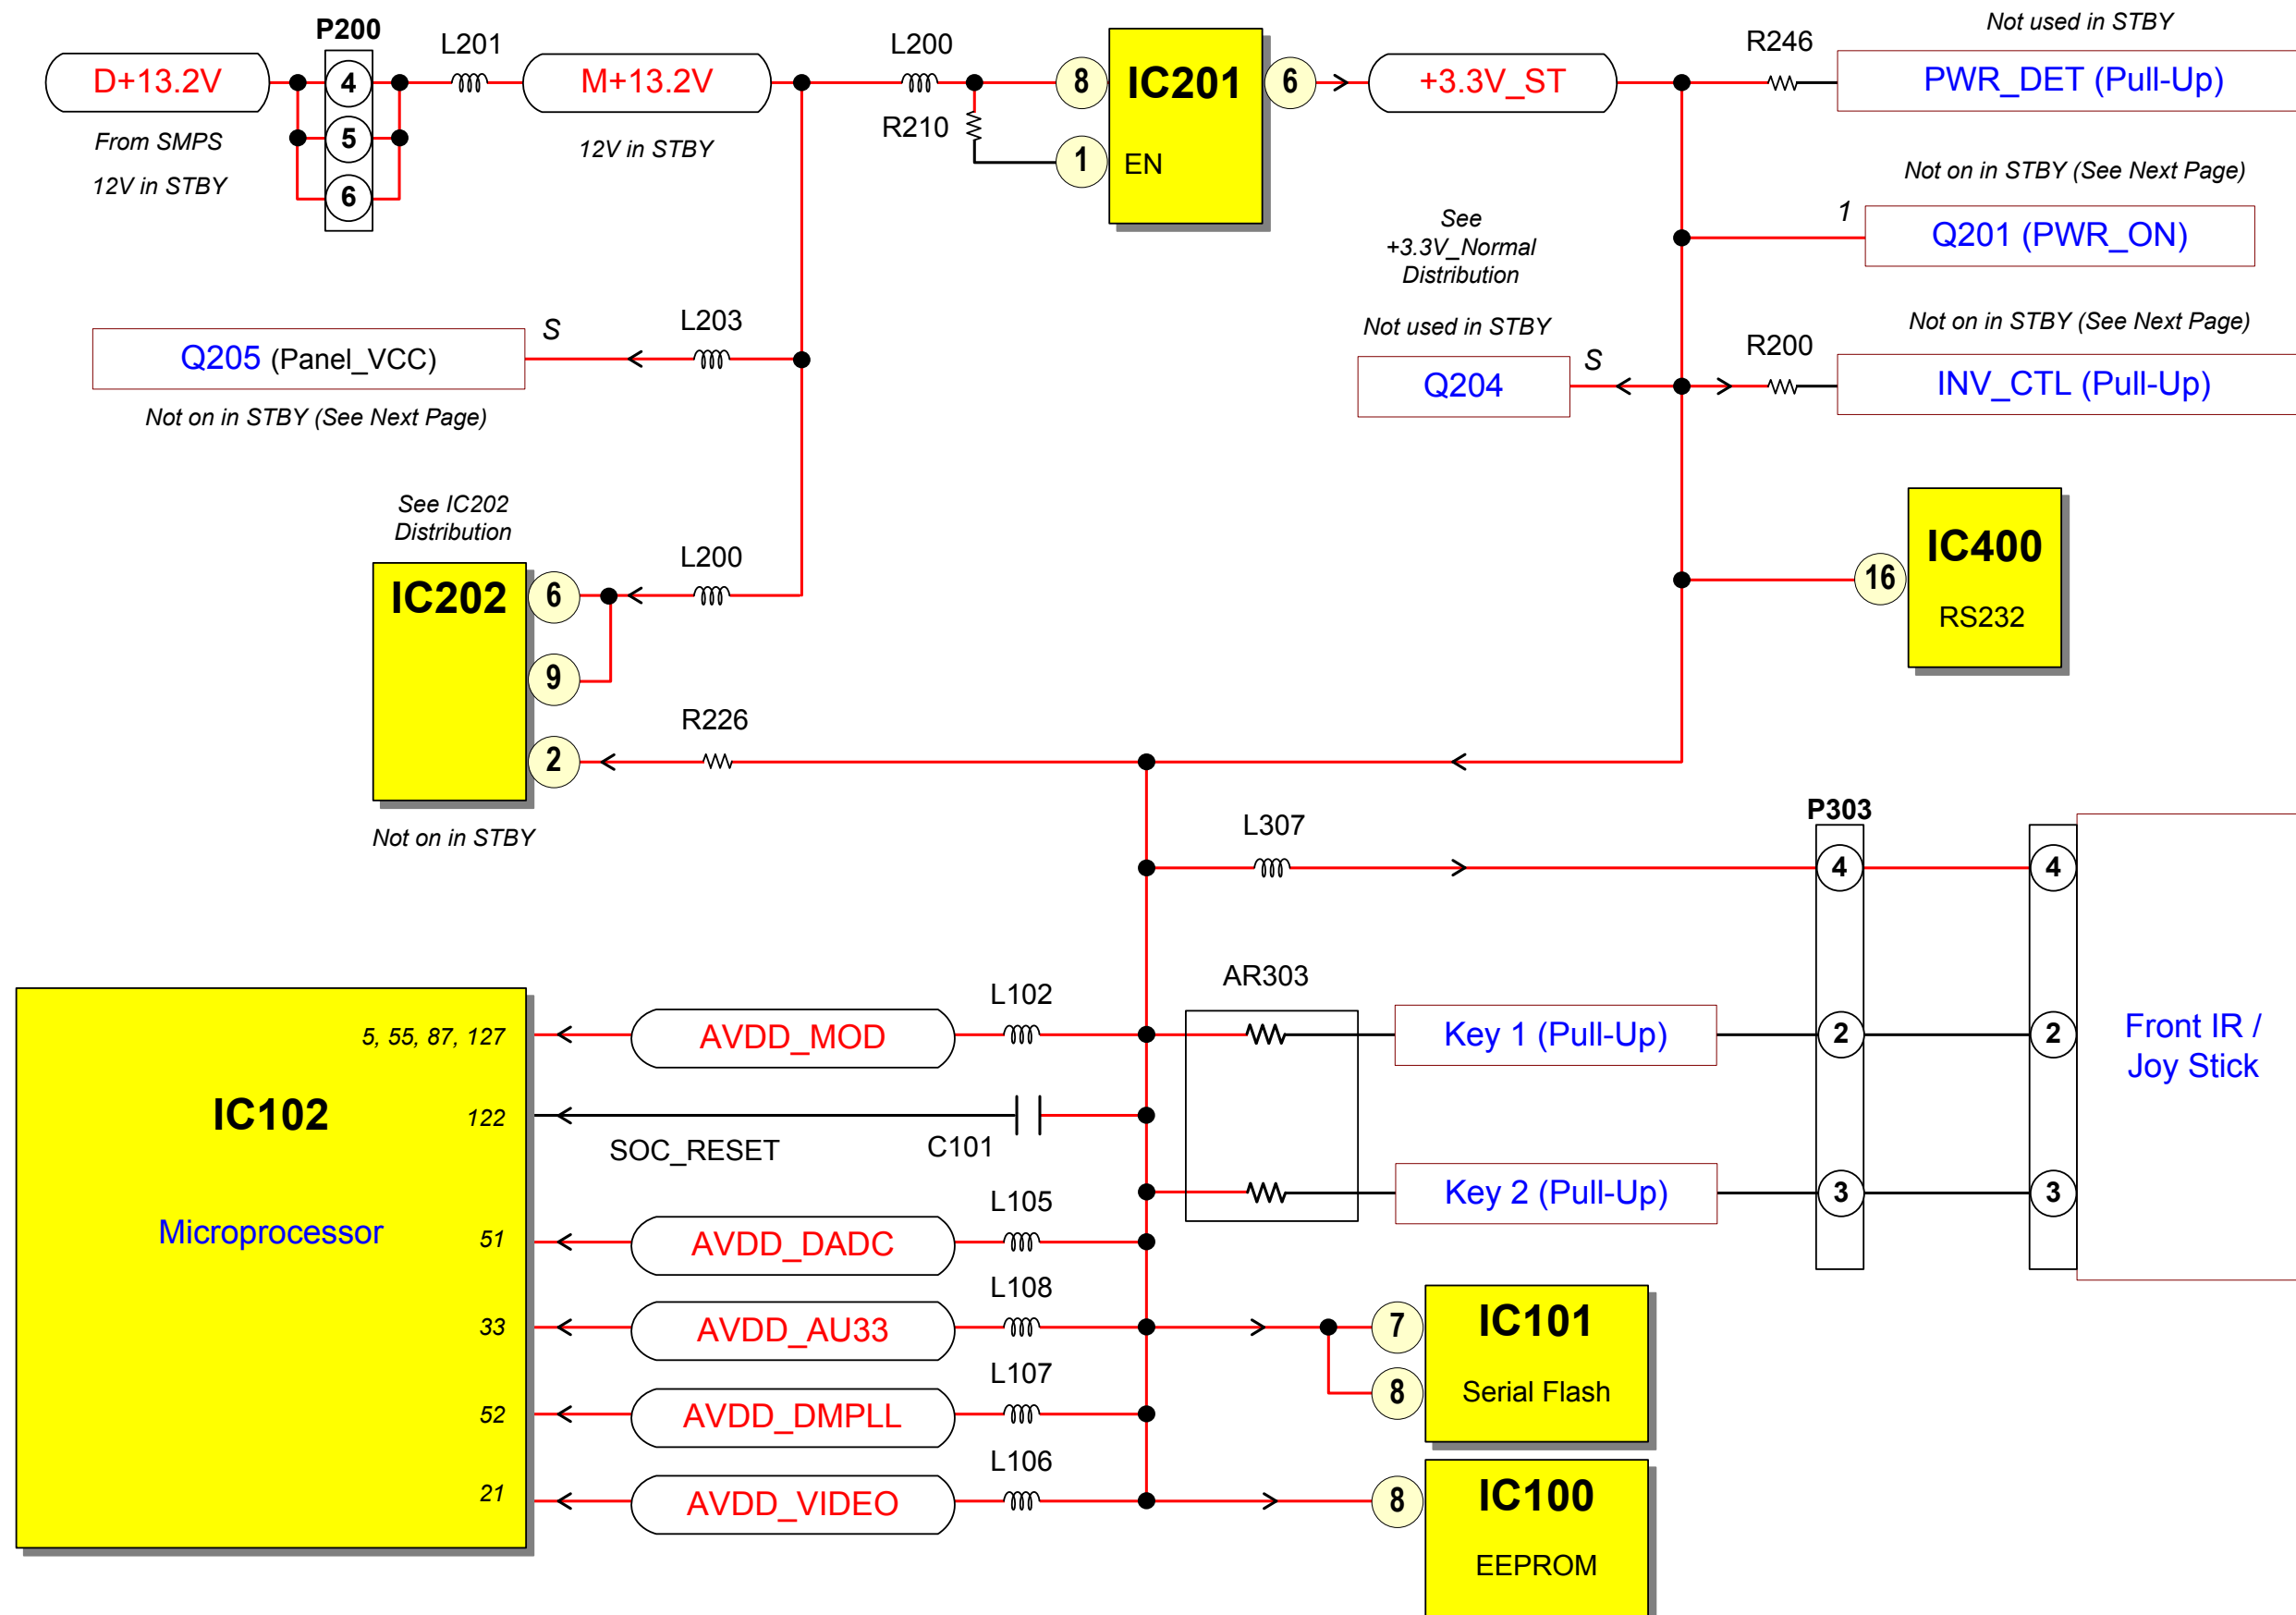 P200
L201
D+13.2V
4
5
6
From SMPS
12V in STBY
M+13.2V
12V in STBY
L200
R210
8
1
IC201
EN
6
+3.3V_ST
R246
Not used in STBY
PWR_DET (Pull-Up)
Not on in STBY (See Next Page)
1
Q201 (PWR_ON)
See
+3.3V_Normal
Distribution
Not used in STBY
Q204
S
Not on in STBY (See Next Page)
R200
INV_CTL (Pull-Up)
Q205 (Panel_VCC)
S
L203
Not on in STBY (See Next Page)
See IC202
Distribution
IC202
6
9
2
L200
R226
Not on in STBY
16
IC400
RS232
L307
P303
4
4
AR303
Key 1 (Pull-Up)
2
2
Key 2 (Pull-Up)
3
3
Front IR /
Joy Stick
IC102
Microprocessor
5, 55, 87, 127
AVDD_MOD
L102
122
SOC_RESET
C101
51
AVDD_DADC
L105
33
AVDD_AU33
L108
52
AVDD_DMPLL
L107
21
AVDD_VIDEO
L106
7
8
IC101
Serial Flash
8
IC100
EEPROM